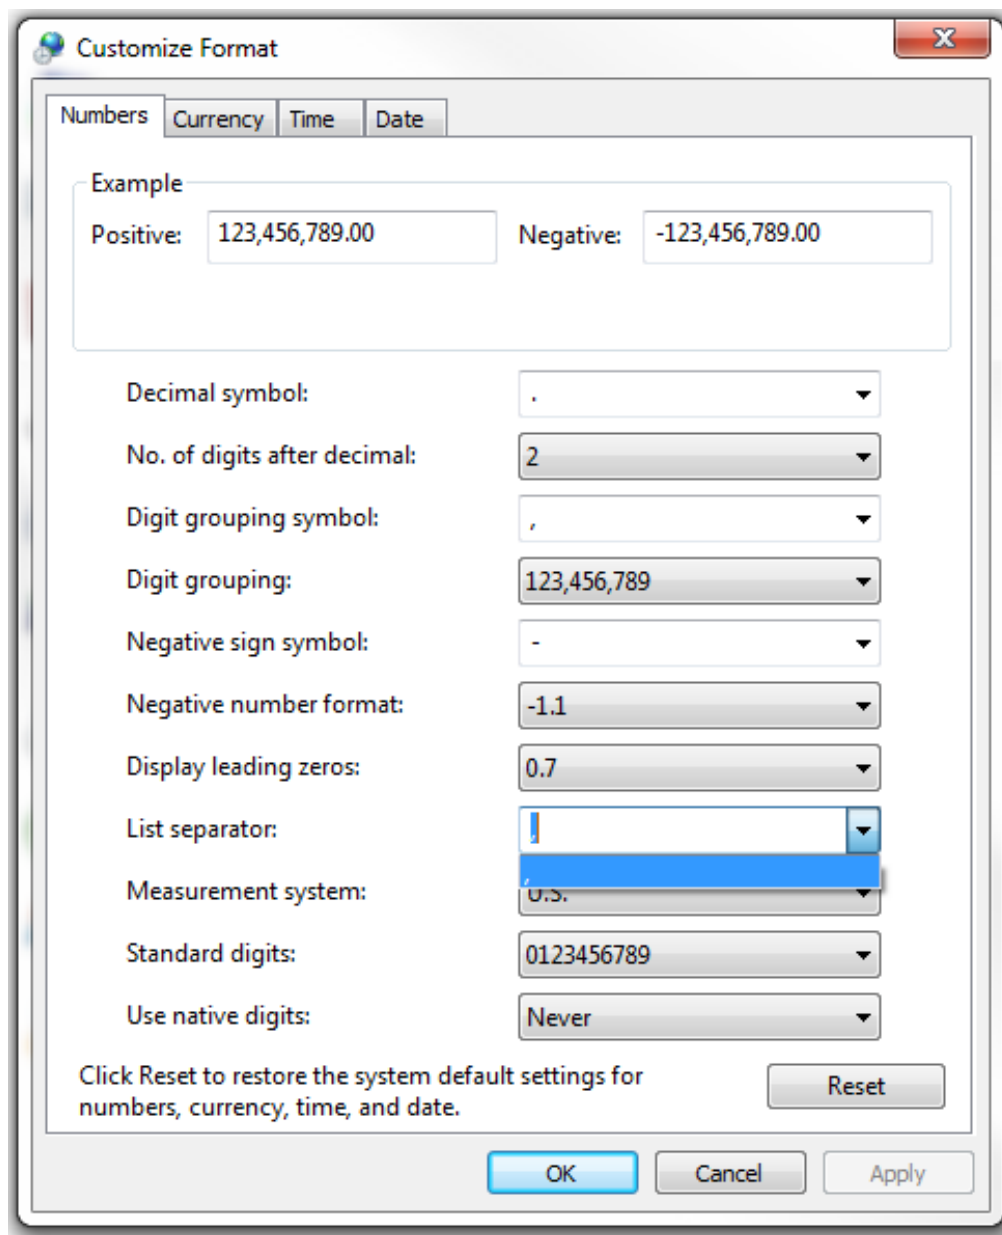 Customize Format
Numbers Currency Time Date
Example
Positive: 123,456,789.00 Negative: -123,456,789.00
Decimal symbol: .
No. of digits after decimal: 2
Digit grouping symbol: ,
Digit grouping: 123,456,789
Negative sign symbol: -
Negative number format: -1.1
Display leading zeros: 0.7
List separator: ,
,
Measurement system: U.S.
Standard digits: 0123456789
Use native digits: Never
Click Reset to restore the system default settings for
numbers, currency, time, and date.
Reset
OK Cancel Apply